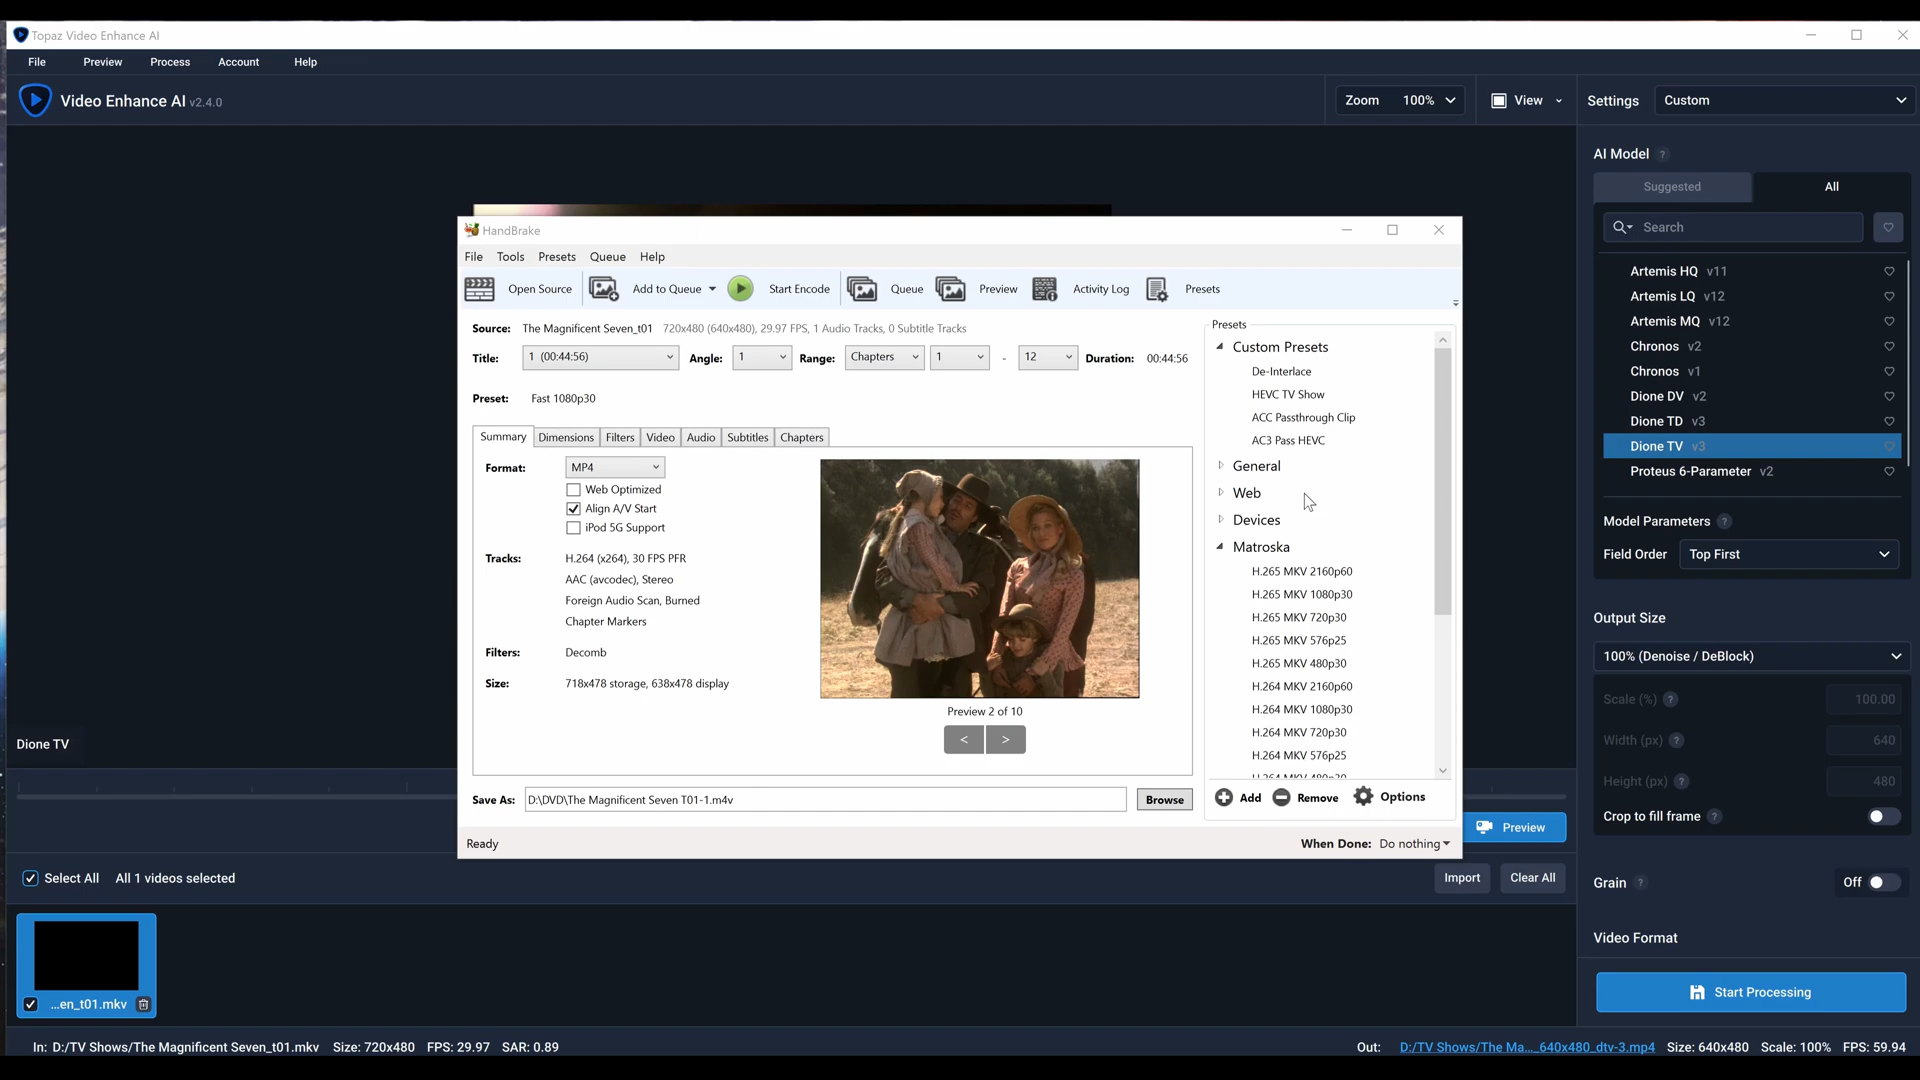 Topaz Video Enhance AI
File Preview Process Account Help
Video Enhance AI v2.4.0
Zoom 100% View Settings Custom
AI Model ?
Suggested All
Search
Artemis HQ v11
Artemis LQ v12
Artemis MQ v12
Chronos v2
Chronos v1
Dione DV v2
Dione TD v3
Dione TV v3
Proteus 6-Parameter v2
Model Parameters ?
Field Order Top First
Output Size
100% (Denoise / DeBlock)
Scale (%) ? 100.00
Width (px) ? 640
Height (px) ? 480
Crop to fill frame ?
Grain ? Off
Video Format
Start Processing
HandBrake
File Tools Presets Queue Help
Open Source Add to Queue Start Encode Queue Preview Activity Log Presets
Source: The Magnificent Seven_t01 720x480 (640x480), 29.97 FPS, 1 Audio Tracks, 0 Subtitle Tracks
Title: 1 (00:44:56) Angle: 1 Range: Chapters 1 - 12 Duration: 00:44:56
Preset: Fast 1080p30
Summary Dimensions Filters Video Audio Subtitles Chapters
Format: MP4
Web Optimized
Align A/V Start
iPod 5G Support
Tracks: H.264 (x264), 30 FPS PFR
AAC (avcodec), Stereo
Foreign Audio Scan, Burned
Chapter Markers
Filters: Decomb
Size: 718x478 storage, 638x478 display
Preview 2 of 10
< >
Save As: D:\DVD\The Magnificent Seven T01-1.m4v Browse
Presets
Custom Presets
De-Interlace
HEVC TV Show
ACC Passthrough Clip
AC3 Pass HEVC
General
Web
Devices
Matroska
H.265 MKV 2160p60
H.265 MKV 1080p30
H.265 MKV 720p30
H.265 MKV 576p25
H.265 MKV 480p30
H.264 MKV 2160p60
H.264 MKV 1080p30
H.264 MKV 720p30
H.264 MKV 576p25
H.264 MKV 480p30
Add Remove Options
Ready When Done: Do nothing
Dione TV
Preview
Select All All 1 videos selected Import Clear All
...en_t01.mkv
In: D:/TV Shows/The Magnificent Seven_t01.mkv Size: 720x480 FPS: 29.97 SAR: 0.89
Out: D:/TV Shows/The Ma..._640x480_dtv-3.mp4 Size: 640x480 Scale: 100% FPS: 59.94